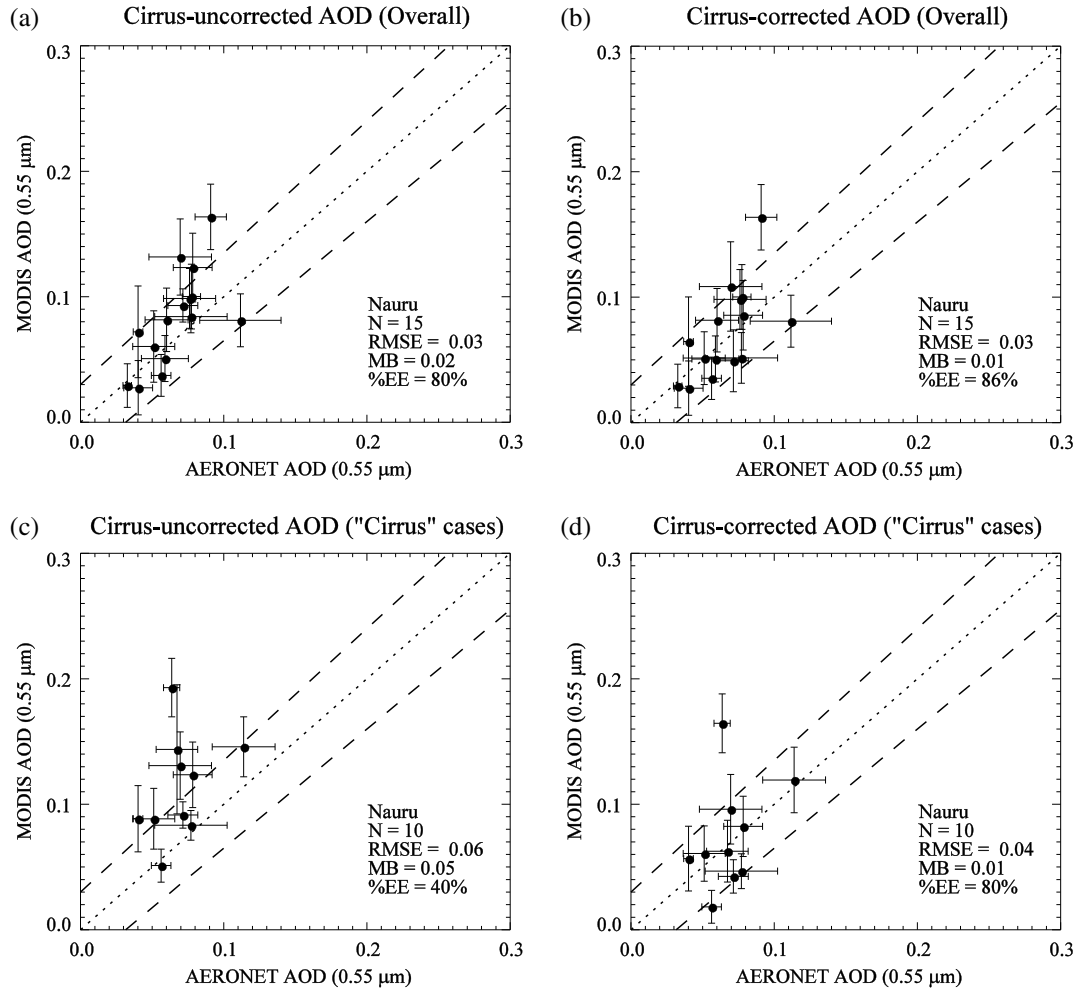 (a) Cirrus-uncorrected AOD (Overall)
0.3
0.2
0.1
0.0
MODIS AOD (0.55 μm)
Nauru
N = 15
RMSE = 0.03
MB = 0.02
%EE = 80%
0.0 0.1 0.2 0.3
AERONET AOD (0.55 μm)
(b) Cirrus-corrected AOD (Overall)
0.3
0.2
0.1
0.0
MODIS AOD (0.55 μm)
Nauru
N = 15
RMSE = 0.03
MB = 0.01
%EE = 86%
0.0 0.1 0.2 0.3
AERONET AOD (0.55 μm)
(c) Cirrus-uncorrected AOD ("Cirrus" cases)
0.3
0.2
0.1
0.0
MODIS AOD (0.55 μm)
Nauru
N = 10
RMSE = 0.06
MB = 0.05
%EE = 40%
0.0 0.1 0.2 0.3
AERONET AOD (0.55 μm)
(d) Cirrus-corrected AOD ("Cirrus" cases)
0.3
0.2
0.1
0.0
MODIS AOD (0.55 μm)
Nauru
N = 10
RMSE = 0.04
MB = 0.01
%EE = 80%
0.0 0.1 0.2 0.3
AERONET AOD (0.55 μm)